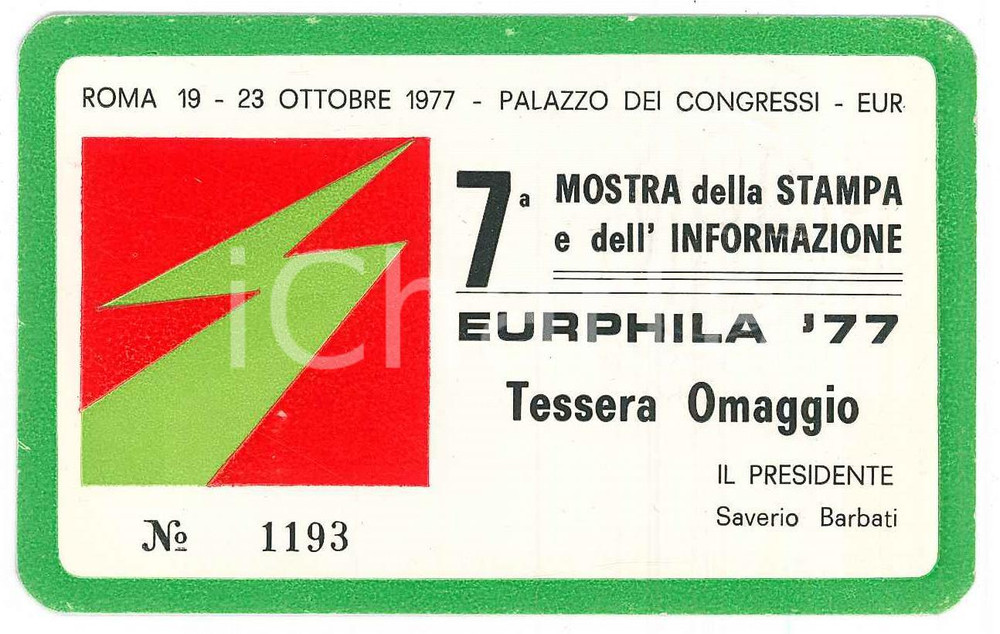 ROMA 19 - 23 OTTOBRE 1977 - PALAZZO DEI CONGRESSI - EUR
7a MOSTRA della STAMPA
e dell' INFORMAZIONE
EURPHILA '77
Tessera Omaggio
IL PRESIDENTE
Saverio Barbati
№ 1193